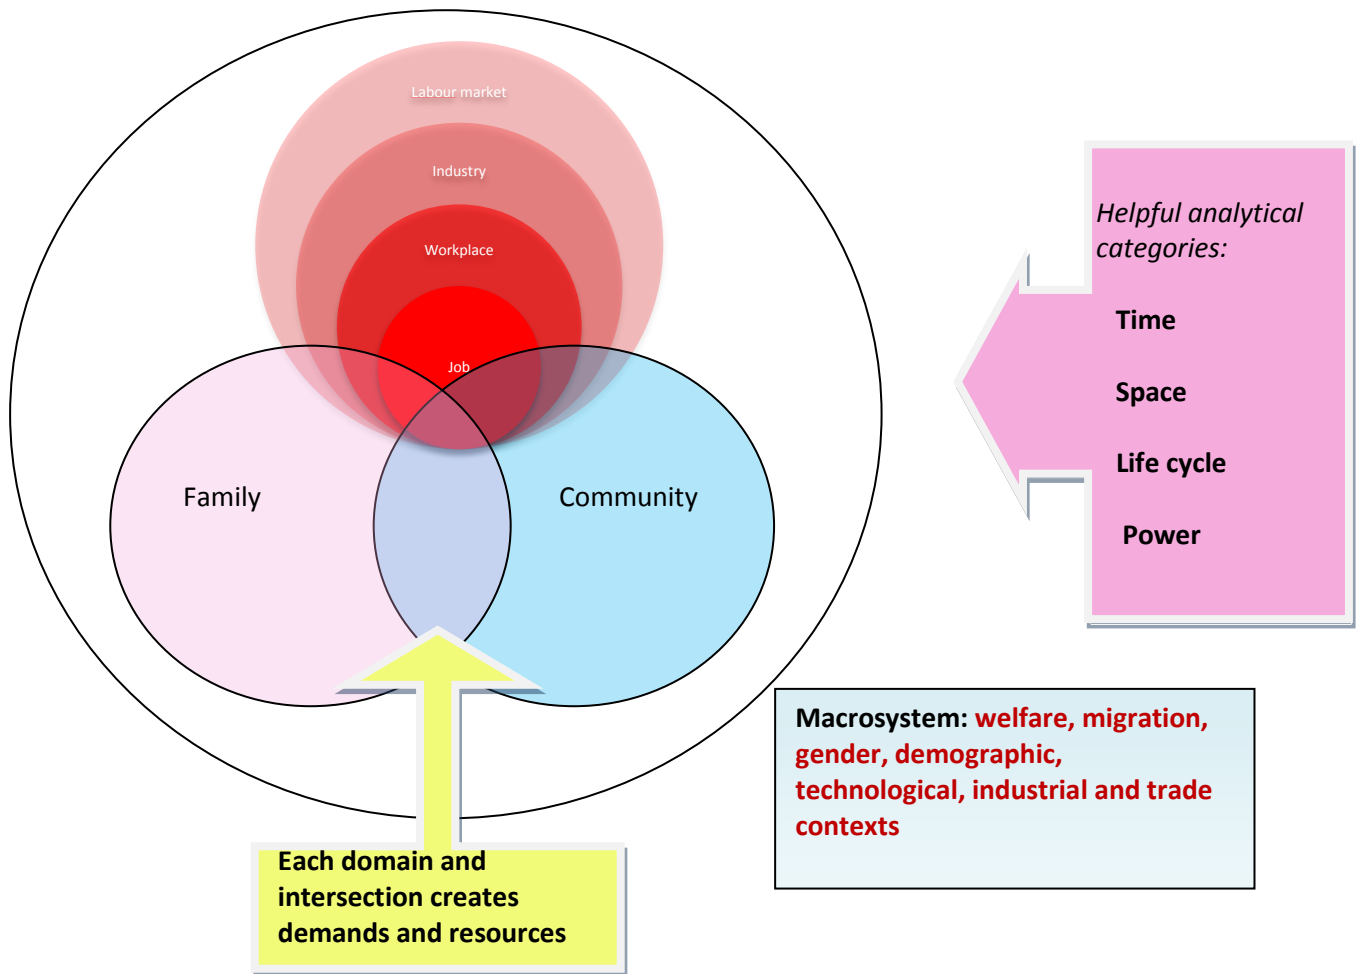 Labour market
Industry
Workplace
Job
Family
Community
Helpful analytical
categories:
Time
Space
Life cycle
Power
Macrosystem: welfare, migration,
gender, demographic,
technological, industrial and trade
contexts
Each domain and
intersection creates
demands and resources